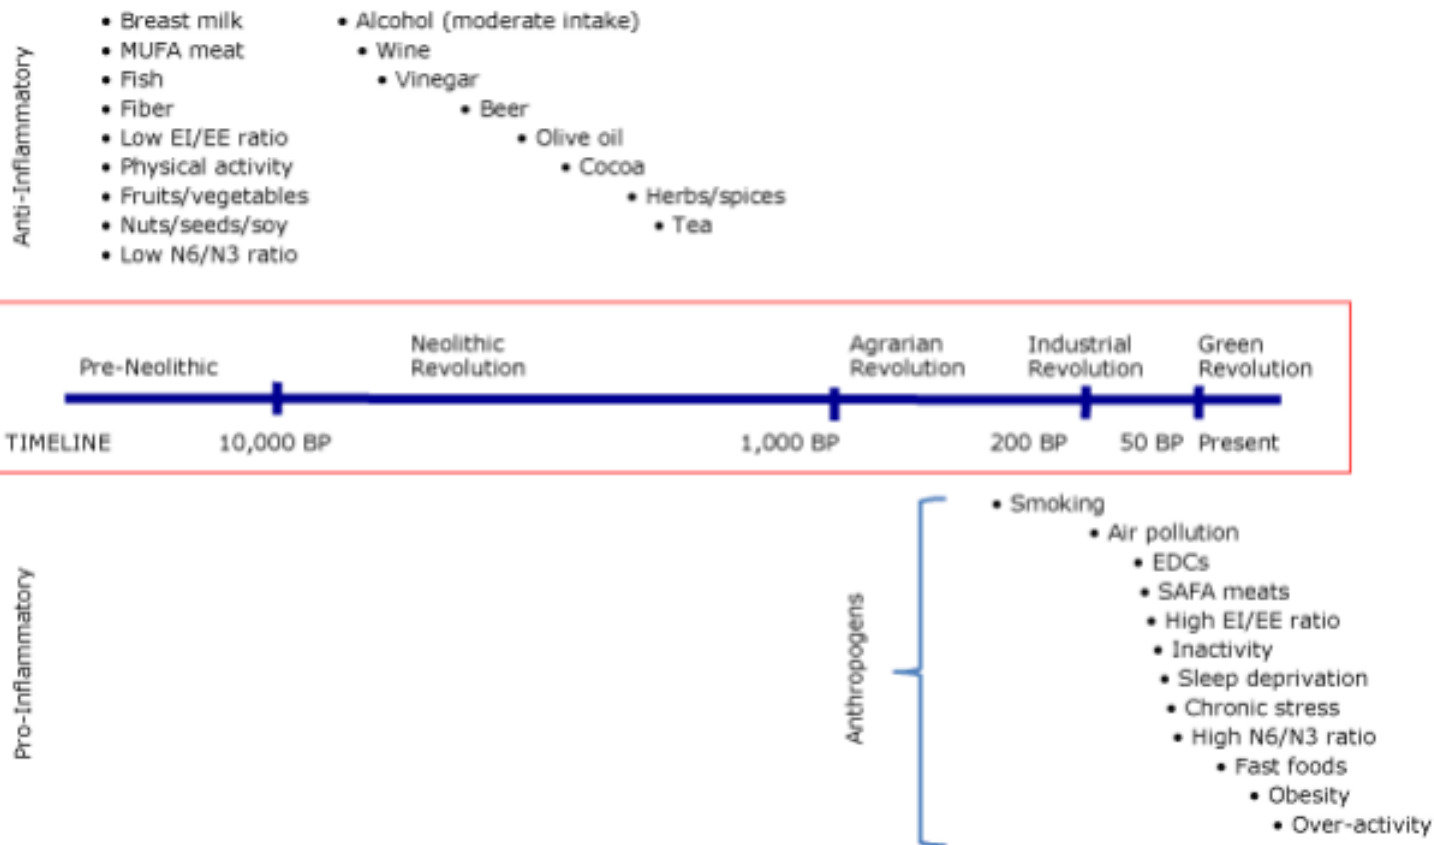 Anti-Inflammatory
• Breast milk
• MUFA meat
• Fish
• Fiber
• Low EI/EE ratio
• Physical activity
• Fruits/vegetables
• Nuts/seeds/soy
• Low N6/N3 ratio
• Alcohol (moderate intake)
• Wine
• Vinegar
• Beer
• Olive oil
• Cocoa
• Herbs/spices
• Tea
Pre-Neolithic
Neolithic
Revolution
Agrarian
Revolution
Industrial
Revolution
Green
Revolution
TIMELINE
10,000 BP
1,000 BP
200 BP
50 BP
Present
Pro-Inflammatory
Anthropogens
• Smoking
• Air pollution
• EDCs
• SAFA meats
• High EI/EE ratio
• Inactivity
• Sleep deprivation
• Chronic stress
• High N6/N3 ratio
• Fast foods
• Obesity
• Over-activity